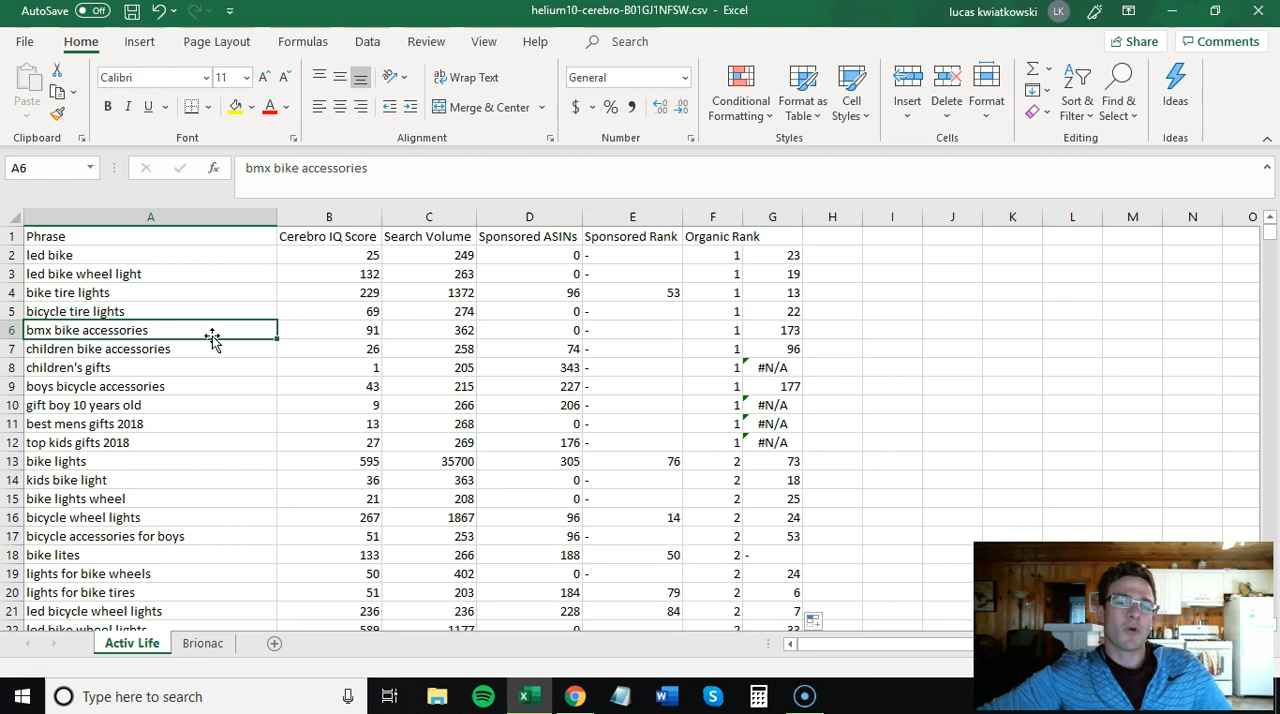 AutoSave Off helium10-cerebro-B01GJ1NFSW.csv - Excel lucas kwiatkowski LK
File Home Insert Page Layout Formulas Data Review View Help Search Share Comments
Paste Calibri 11 Wrap Text General Conditional Formatting Format as Table Cell Styles Insert Delete Format Sort & Filter Find & Select Ideas
Merge & Center
Clipboard Font Alignment Number Styles Cells Editing Ideas
A6 fx bmx bike accessories
A B C D E F G H I J K L M N O
1 Phrase Cerebro IQ Score Search Volume Sponsored ASINs Sponsored Rank Organic Rank
2 led bike 25 249 0 - 1 23
3 led bike wheel light 132 263 0 - 1 19
4 bike tire lights 229 1372 96 53 1 13
5 bicycle tire lights 69 274 0 - 1 22
6 bmx bike accessories 91 362 0 - 1 173
7 children bike accessories 26 258 74 - 1 96
8 children's gifts 1 205 343 - 1 #N/A
9 boys bicycle accessories 43 215 227 - 1 177
10 gift boy 10 years old 9 266 206 - 1 #N/A
11 best mens gifts 2018 13 268 0 - 1 #N/A
12 top kids gifts 2018 27 269 176 - 1 #N/A
13 bike lights 595 35700 305 76 2 73
14 kids bike light 36 363 0 - 2 18
15 bike lights wheel 21 208 0 - 2 25
16 bicycle wheel lights 267 1867 96 14 2 24
17 bicycle accessories for boys 51 253 96 - 2 53
18 bike lites 133 266 188 50 2 -
19 lights for bike wheels 50 402 0 - 2 24
20 lights for bike tires 51 203 184 79 2 6
21 led bicycle wheel lights 236 236 228 84 2 7
22 led bike wheel lights 589 1177 0 2 33
Activ Life Brionac
Type here to search